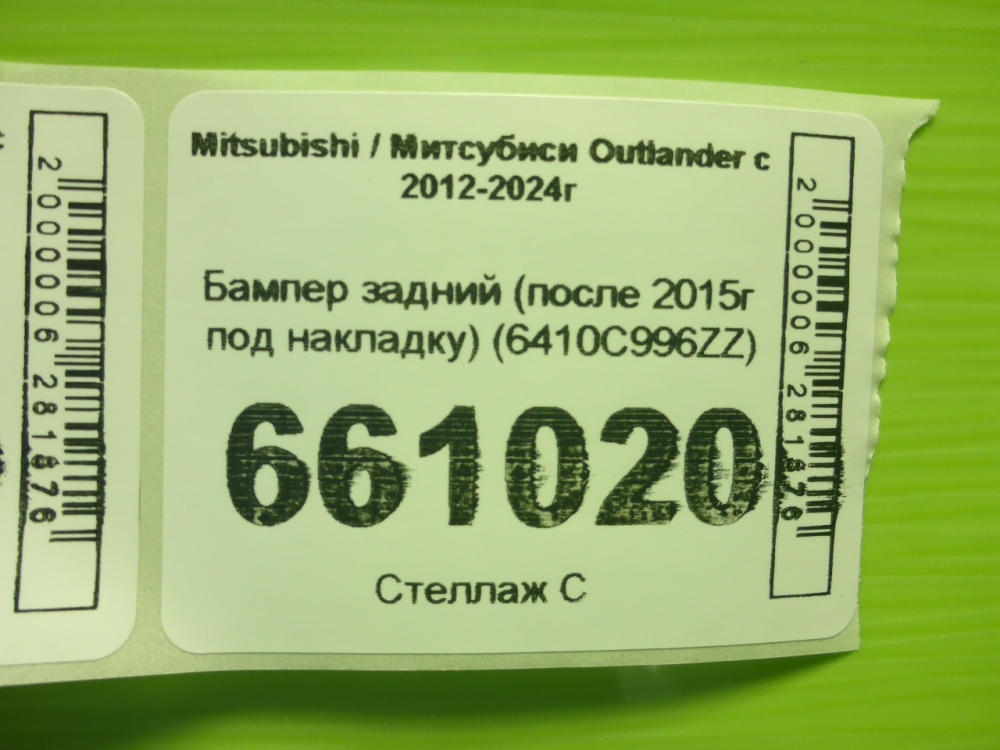 Mitsubishi / Митсубиси Outlander с
2012-2024г
Бампер задний (после 2015г
под накладку) (6410C996ZZ)
661020
Стеллаж С